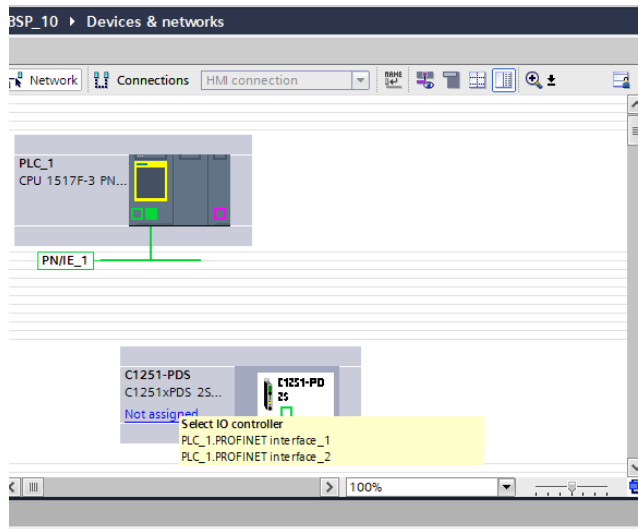 BSP_10 ▸ Devices & networks
Network Connections HMI connection
PLC_1
CPU 1517F-3 PN...
PN/IE_1
C1251-PDS
C1251xPDS 2S...
Not assigned
C1251-PD
2S
Select IO controller
PLC_1.PROFINET interface_1
PLC_1.PROFINET interface_2
100%